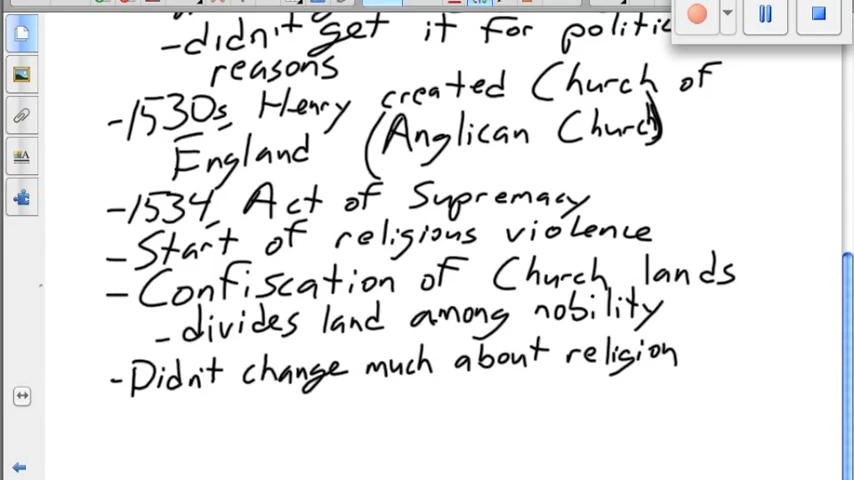 -didn't get it for politic
reasons
-1530s Henry created Church of
England (Anglican Church)
-1534, Act of Supremacy
- Start of religious violence
- Confiscation of Church lands
- divides land among nobility
-Didn't change much about religion